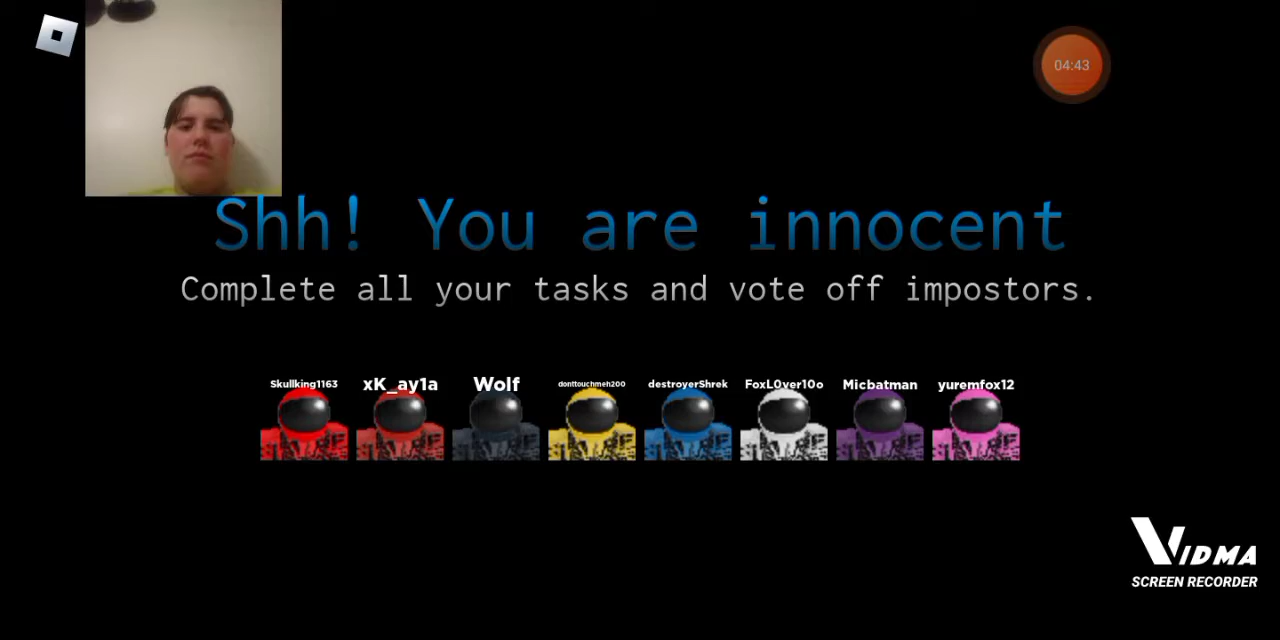 04:43
Shh! You are innocent
Complete all your tasks and vote off impostors.
Skullking1163 xK_ay1a Wolf donttouchmeh200 destroyerShrek FoxL0ver10o Micbatman yuremfox12
VIDMA
SCREEN RECORDER